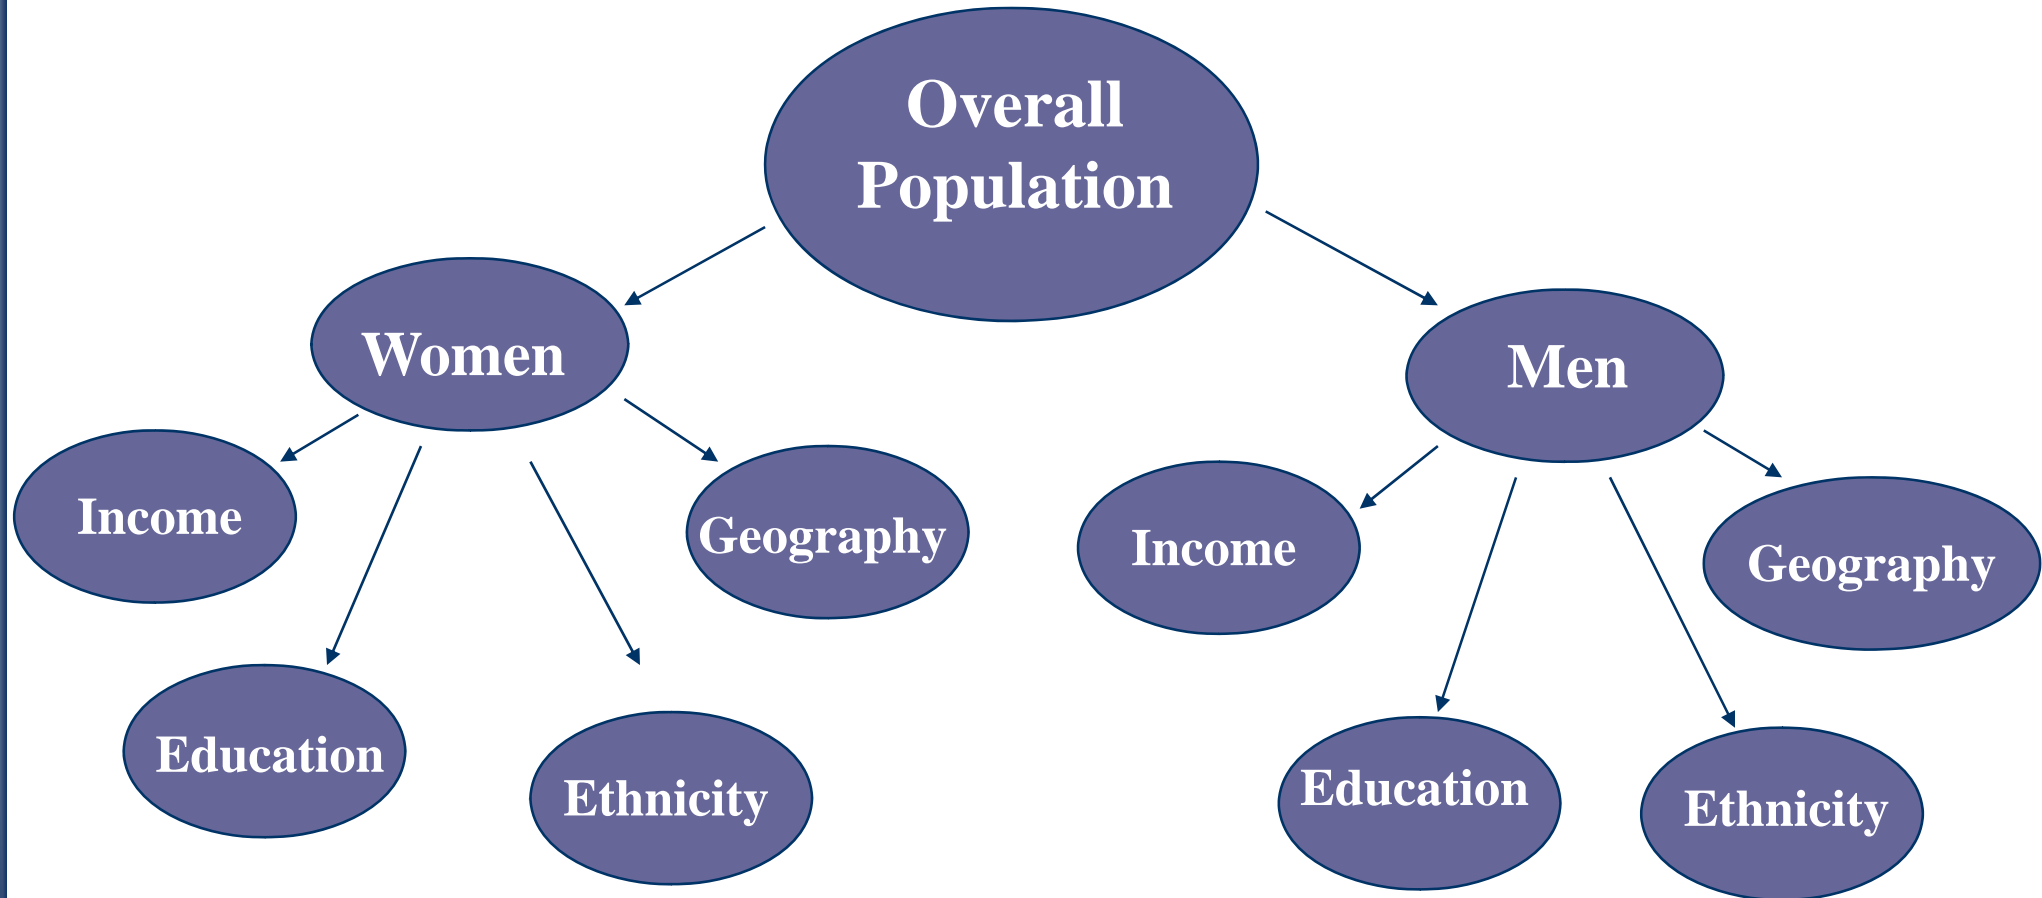 Overall
Population
Women
Men
Income
Geography
Income
Geography
Education
Ethnicity
Education
Ethnicity